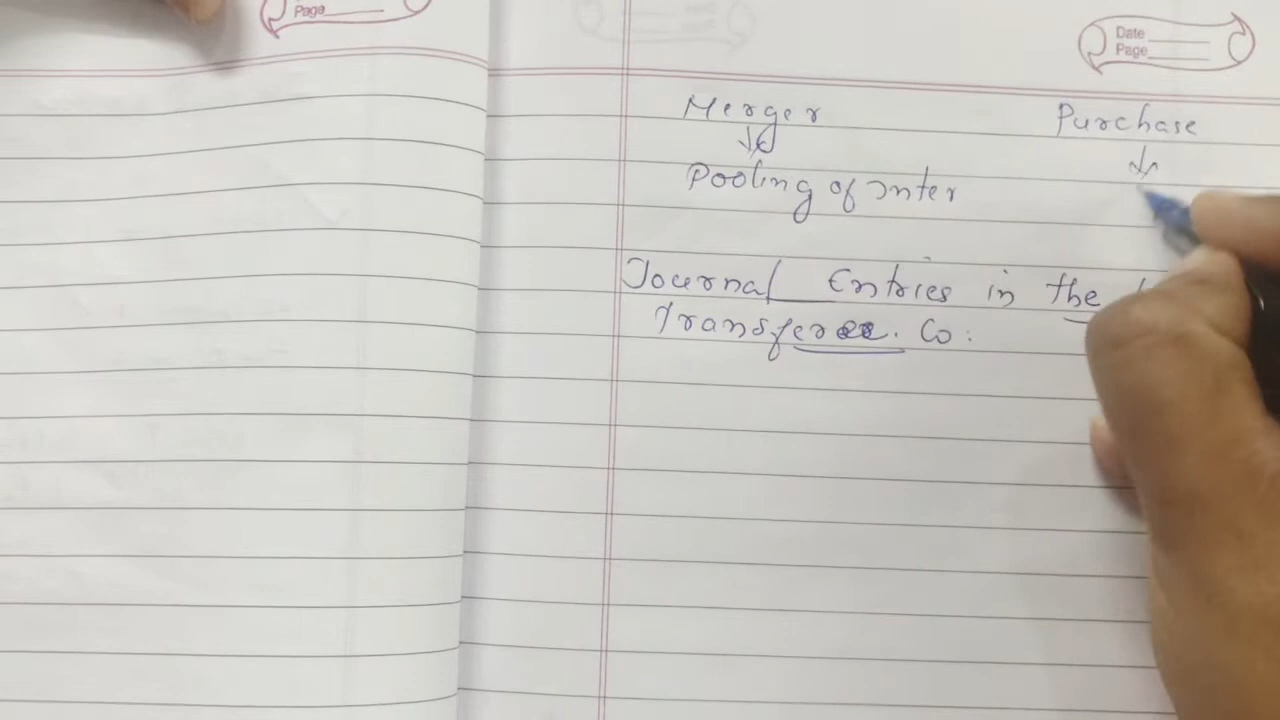 Page
Date
Page
Merger
Purchase
Pooling of Inter
Journal Entries in the
Transferee. Co.